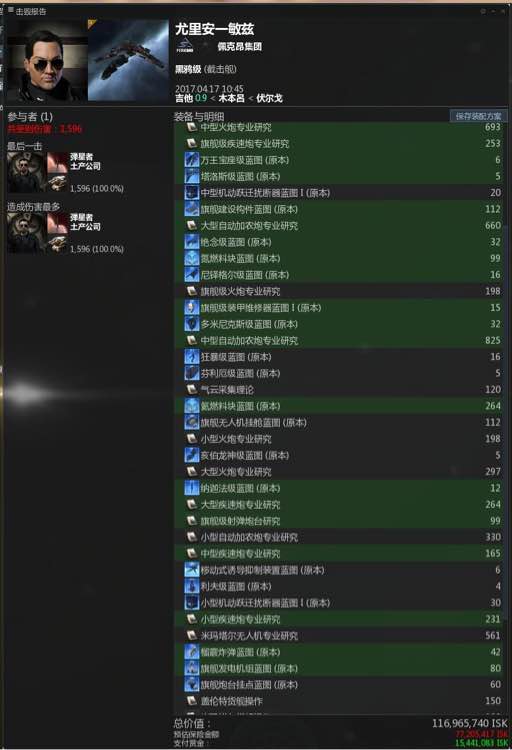 击毁报告
尤里安一敏兹
佩克昂集团
黑鸦级 (截击舰)
2017.04.17 10:45
吉他 0.9 < 木本吕 < 伏尔戈
参与者 (1)
共受到伤害：1,596
最后一击
弹星者
土产公司
1,596 (100.0%)
造成伤害最多
弹星者
土产公司
1,596 (100.0%)
装备与明细
保存装配方案
中型火炮专业研究 693
旗舰级疾速炮专业研究 253
万王宝座级蓝图 (原本) 6
塔洛斯级蓝图 (原本) 5
中型机动跃迁扰断器蓝图 I (原本) 20
旗舰建设构件蓝图 (原本) 112
大型自动加农炮专业研究 660
绝念级蓝图 (原本) 32
氮燃料块蓝图 (原本) 99
尼铎格尔级蓝图 (原本) 16
旗舰级火炮专业研究 198
旗舰级装甲维修器蓝图 I (原本) 15
多米尼克斯级蓝图 (原本) 32
中型自动加农炮专业研究 825
狂暴级蓝图 (原本) 16
芬利厄级蓝图 (原本) 5
气云采集理论 120
氦燃料块蓝图 (原本) 264
旗舰无人机挂舱蓝图 (原本) 112
小型火炮专业研究 198
亥伯龙神级蓝图 (原本) 5
大型火炮专业研究 297
纳迦法级蓝图 (原本) 12
大型疾速炮专业研究 264
旗舰级射弹炮台研究 99
小型自动加农炮专业研究 330
中型疾速炮专业研究 165
移动式诱导抑制装置蓝图 (原本) 6
利夫级蓝图 (原本) 4
小型机动跃迁扰断器蓝图 I (原本) 30
小型疾速炮专业研究 231
米玛塔尔无人机专业研究 561
榴霰炸弹蓝图 (原本) 42
旗舰发电机组蓝图 (原本) 80
旗舰炮台挂点蓝图 (原本) 60
盖伦特货舰操作 150
总价值： 116,965,740 ISK
预估保险金额 77,205,417 ISK
支付赏金： 15,441,083 ISK